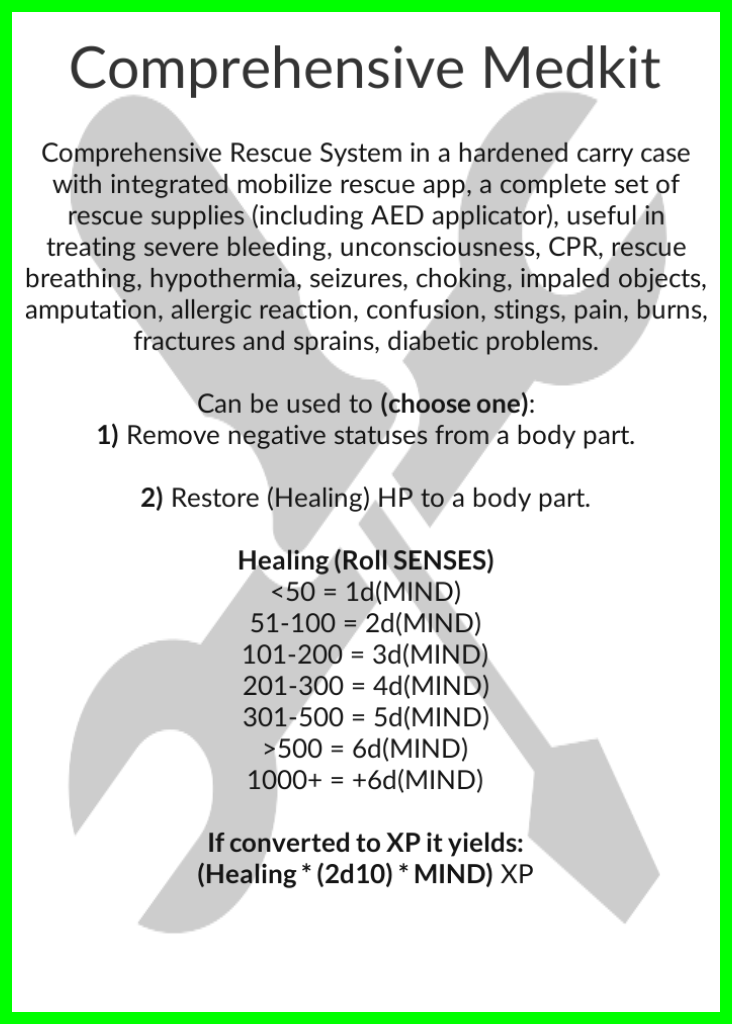 Comprehensive Medkit
Comprehensive Rescue System in a hardened carry case
with integrated mobilize rescue app, a complete set of
rescue supplies (including AED applicator), useful in
treating severe bleeding, unconsciousness, CPR, rescue
breathing, hypothermia, seizures, choking, impaled objects,
amputation, allergic reaction, confusion, stings, pain, burns,
fractures and sprains, diabetic problems.
Can be used to (choose one):
1) Remove negative statuses from a body part.
2) Restore (Healing) HP to a body part.
Healing (Roll SENSES)
<50 = 1d(MIND)
51-100 = 2d(MIND)
101-200 = 3d(MIND)
201-300 = 4d(MIND)
301-500 = 5d(MIND)
>500 = 6d(MIND)
1000+ = +6d(MIND)
If converted to XP it yields:
(Healing * (2d10) * MIND) XP